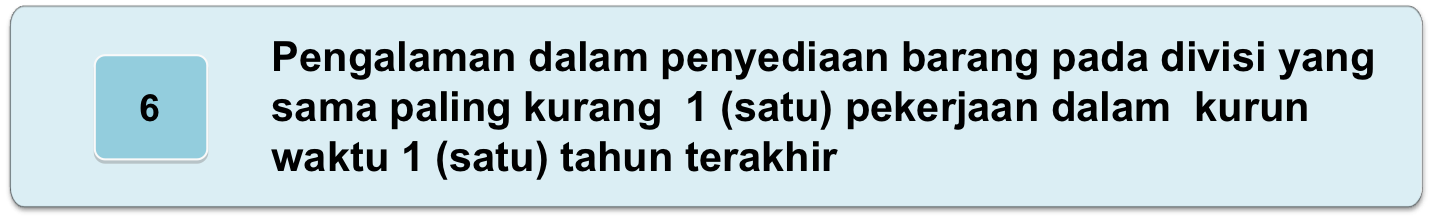 6
Pengalaman dalam penyediaan barang pada divisi yang
sama paling kurang  1 (satu) pekerjaan dalam  kurun
waktu 1 (satu) tahun terakhir